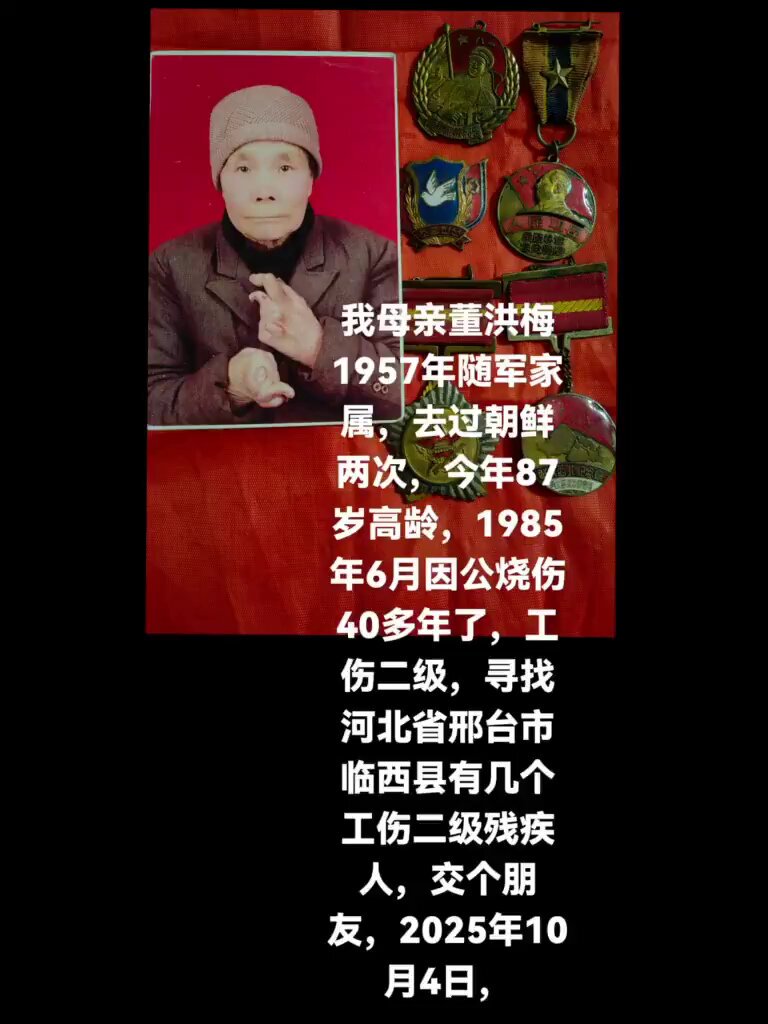 我母亲董洪梅
1957年随军家
属，去过朝鲜
两次，今年87
岁高龄，1985
年6月因公烧伤
40多年了，工
伤二级，寻找
河北省邢台市
临西县有几个
工伤二级残疾
人，交个朋
友，2025年10
月4日，